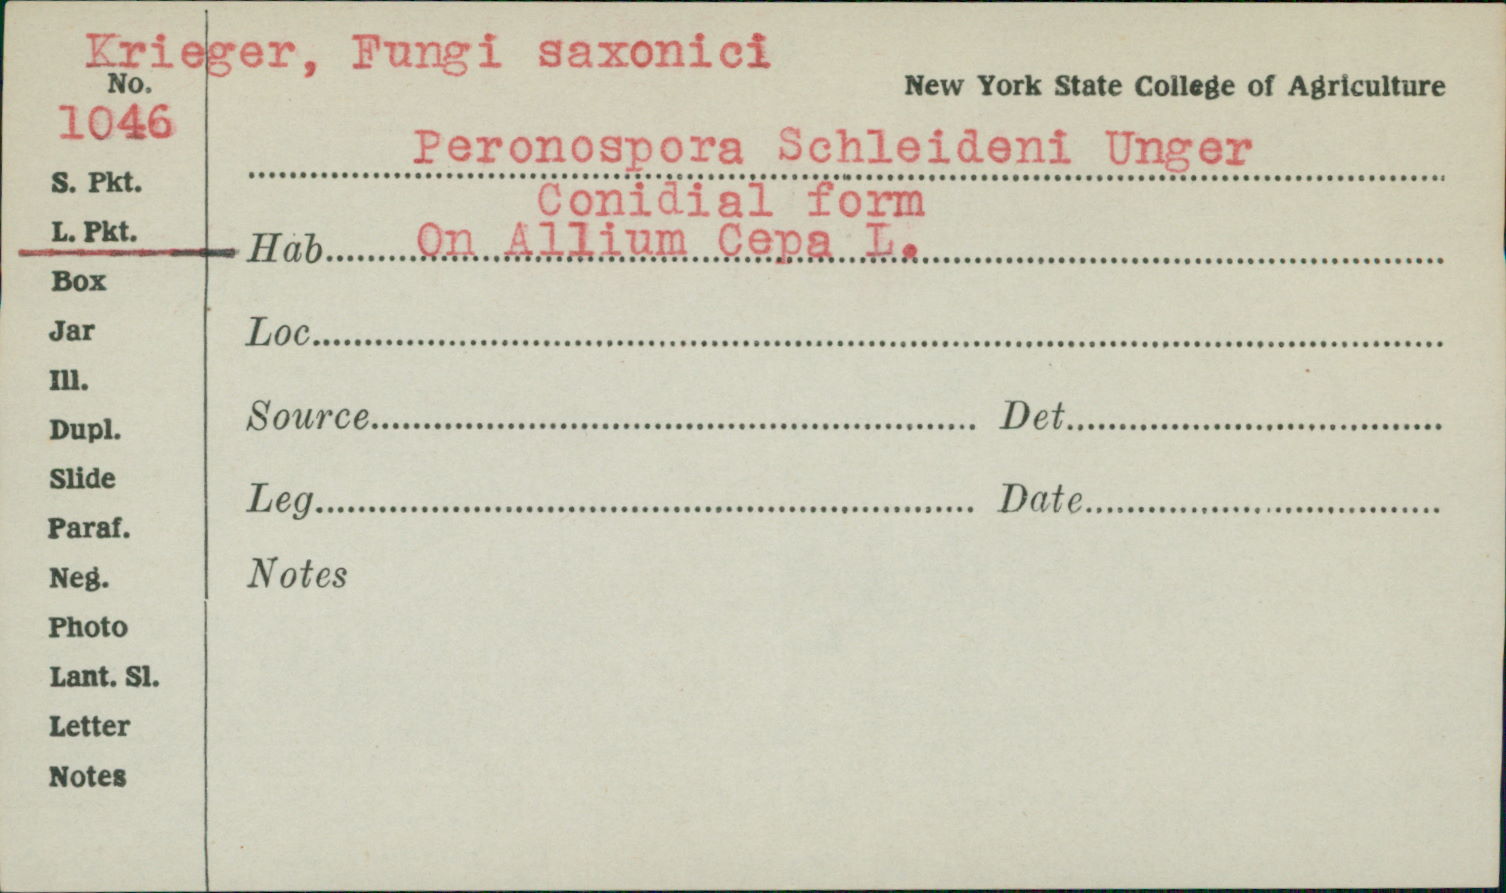 Krieger, Fungi saxonici
No.
New York State College of Agriculture
1046
Peronospora Schleideni Unger
S. Pkt.
Conidial form
L. Pkt.
Hab. On Allium Cepa L.
Box
Loc.
Jar
Ill.
Source Det.
Dupl.
Slide
Leg. Date
Paraf.
Neg.
Notes
Photo
Lant. Sl.
Letter
Notes